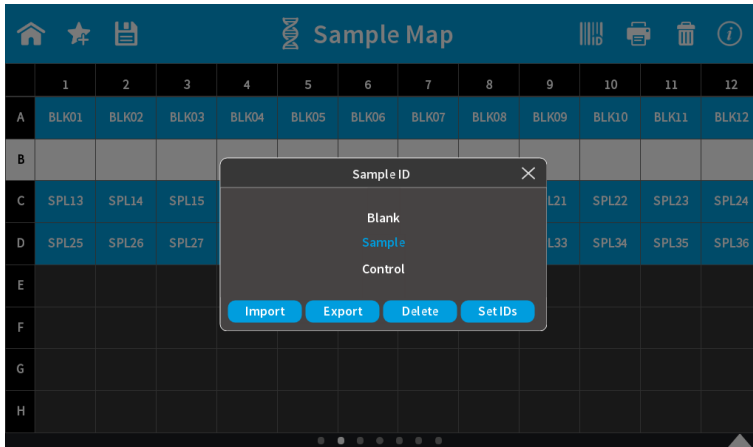 Sample Map
1 2 3 4 5 6 7 8 9 10 11 12
A BLK01 BLK02 BLK03 BLK04 BLK05 BLK06 BLK07 BLK08 BLK09 BLK10 BLK11 BLK12
B
Sample ID
C SPL13 SPL14 SPL15 L21 SPL22 SPL23 SPL24
Blank
D SPL25 SPL26 SPL27 L33 SPL34 SPL35 SPL36
Sample
Control
E
Import Export Delete Set IDs
F
G
H